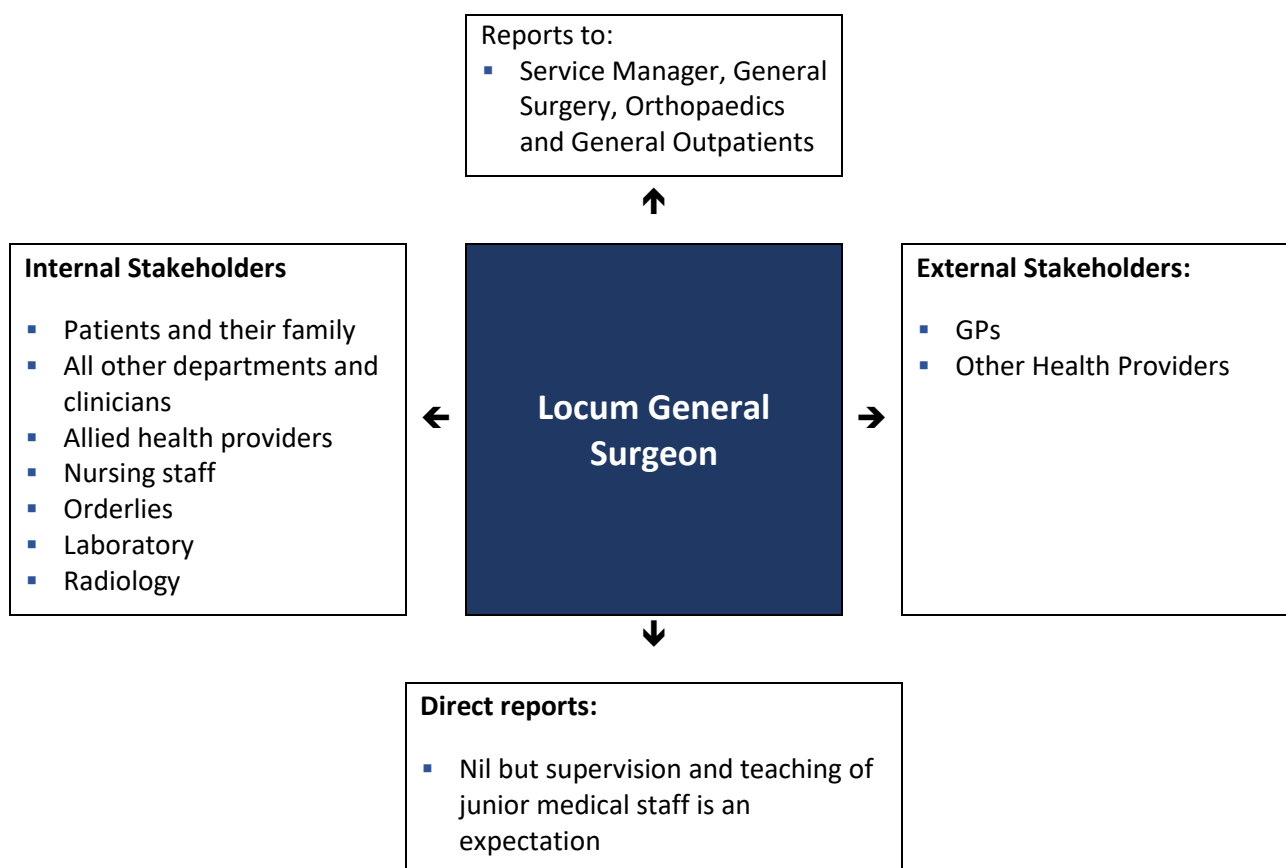 Reports to:
▪ Service Manager, General
Surgery, Orthopaedics
and General Outpatients
Internal Stakeholders
▪ Patients and their family
▪ All other departments and
clinicians
▪ Allied health providers
▪ Nursing staff
▪ Orderlies
▪ Laboratory
▪ Radiology
Locum General
Surgeon
External Stakeholders:
▪ GPs
▪ Other Health Providers
Direct reports:
▪ Nil but supervision and teaching of
junior medical staff is an
expectation